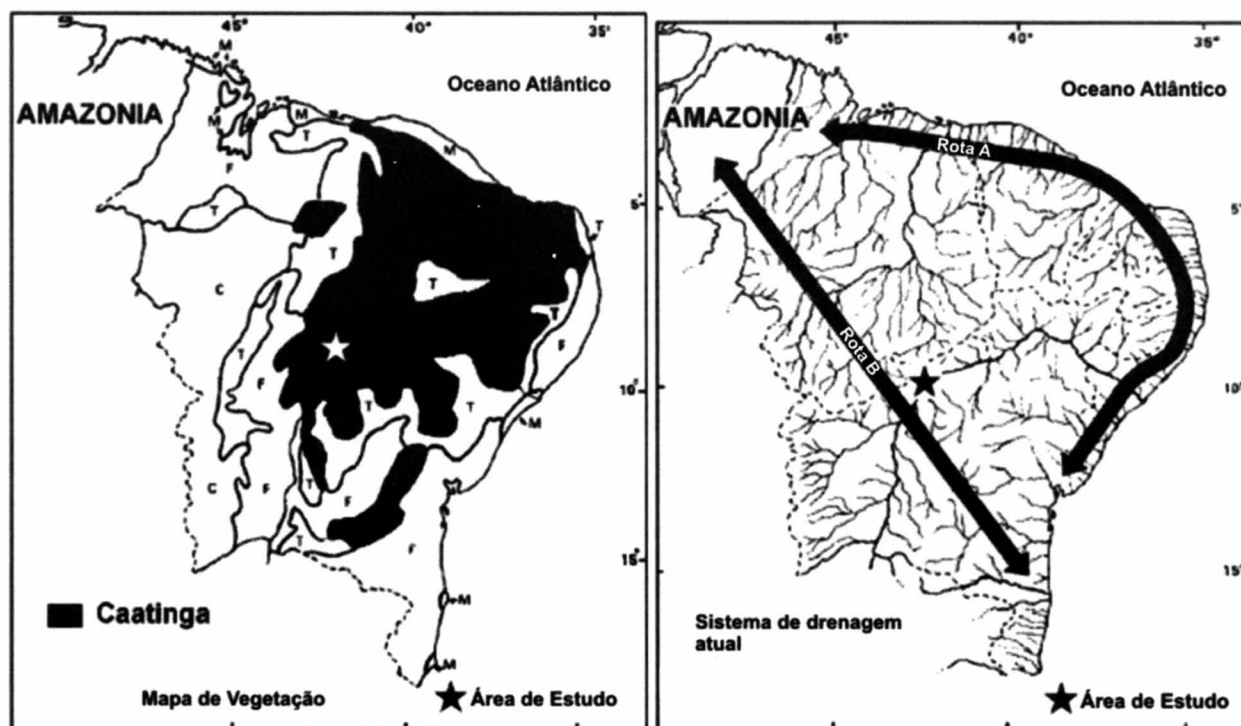 45°
40°
35°
M
Oceano Atlântico
AMAZONIA
M
M
T
M
F
T
5°
T
T
C
T
T
T
F
T
F
10°
T
T
M
C
F
T
F
T
F
15°
M
Caatinga
M
Mapa de Vegetação
Área de Estudo
45°
40°
35°
Oceano Atlântico
AMAZONIA
Rota A
5°
Rota B
10°
15°
Sistema de drenagem
atual
Área de Estudo